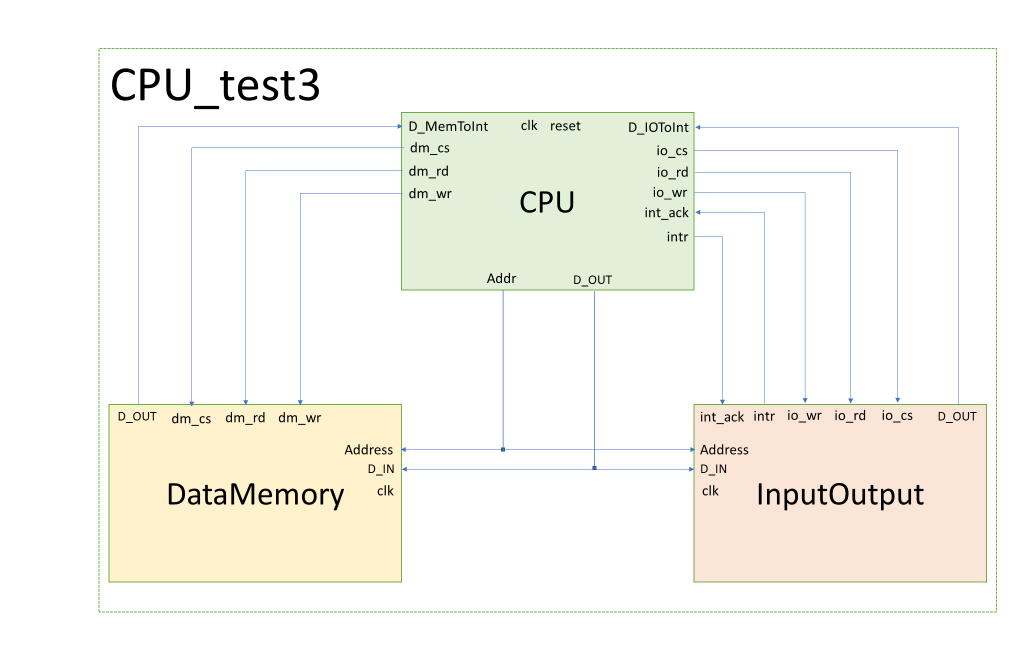 CPU_test3
D_MemToInt
clk
reset
D_IOToInt
dm_cs
dm_rd
dm_wr
CPU
io_cs
io_rd
io_wr
int_ack
intr
Addr
D_OUT
D_OUT
dm_cs
dm_rd
dm_wr
Address
D_IN
clk
DataMemory
int_ack
intr
io_wr
io_rd
io_cs
D_OUT
Address
D_IN
clk
InputOutput